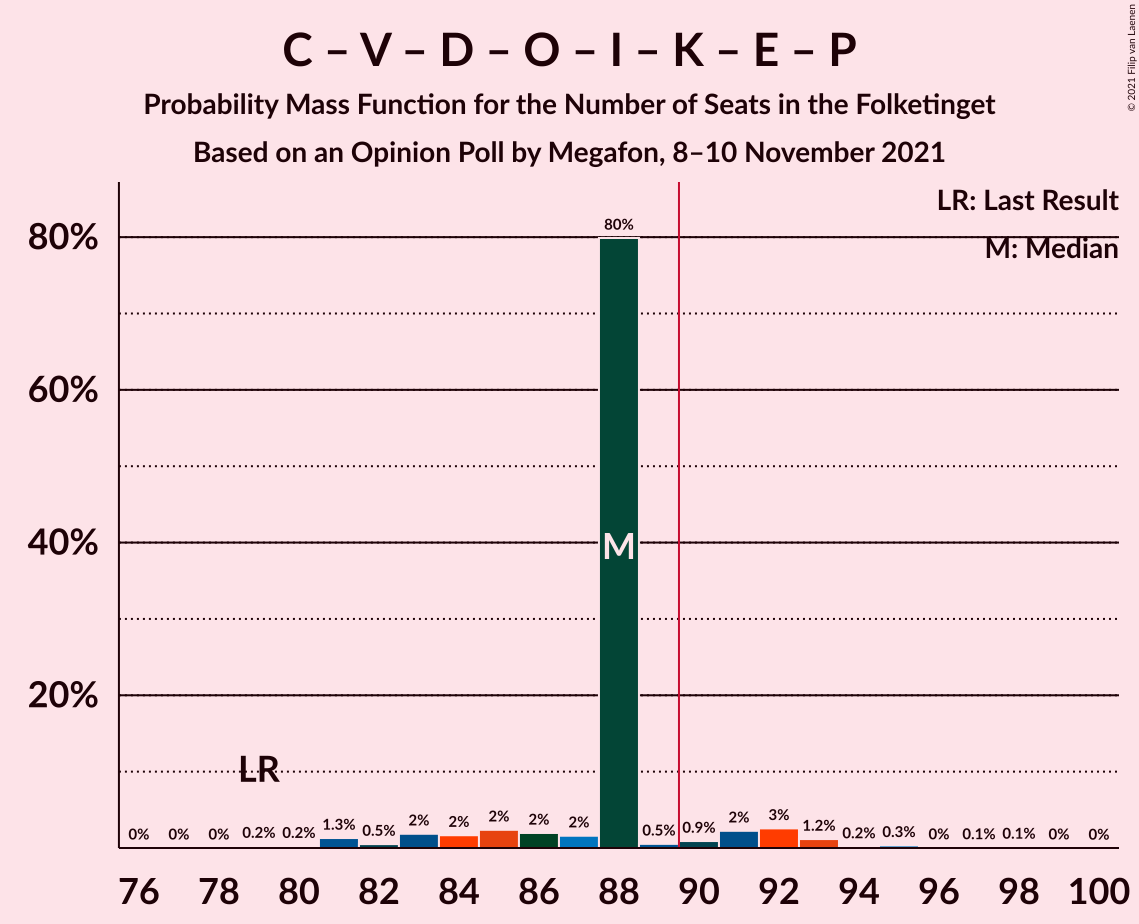 C – V – D – O – I – K – E – P
Probability Mass Function for the Number of Seats in the Folketinget
Based on an Opinion Poll by Megafon, 8–10 November 2021
© 2021 Filip van Laenen
LR: Last Result
M: Median
80%
60%
40%
20%
LR
M
0% 0% 0% 0.2% 0.2% 1.3% 0.5% 2% 2% 2% 2% 2% 80% 0.5% 0.9% 2% 3% 1.2% 0.2% 0.3% 0% 0.1% 0.1% 0% 0%
76 78 80 82 84 86 88 90 92 94 96 98 100